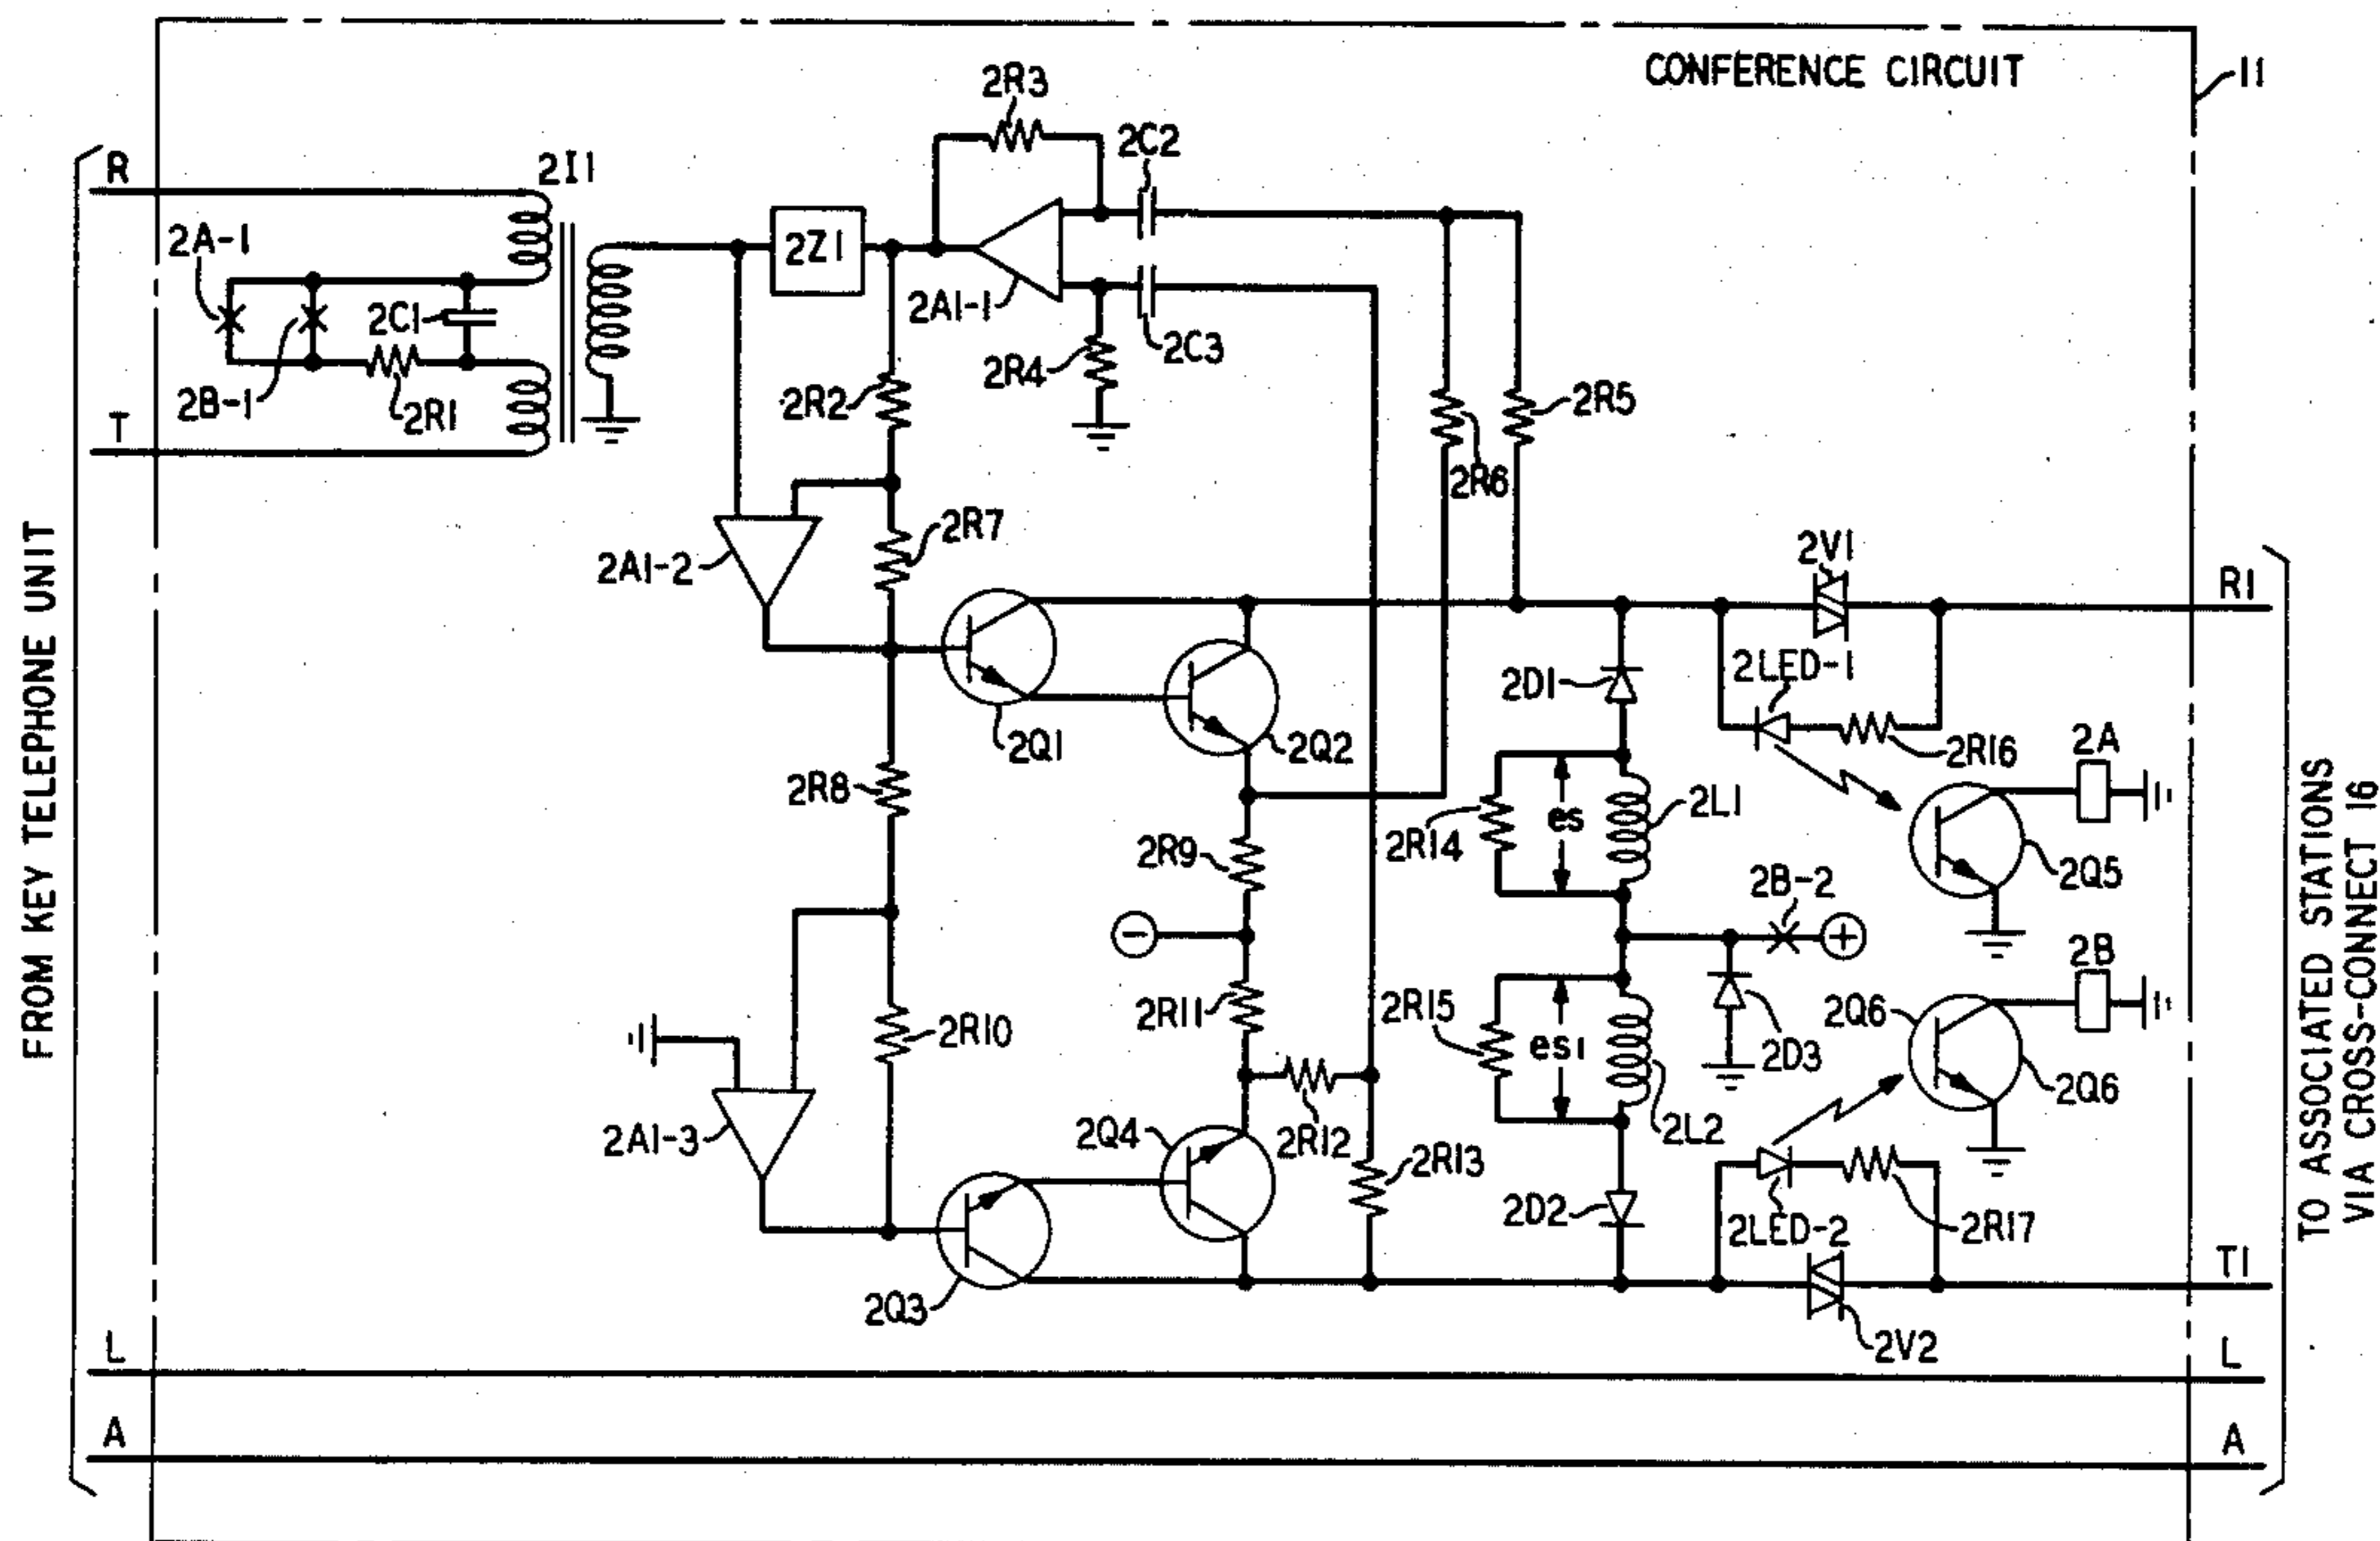 CONFERENCE CIRCUIT
11
2R3
2C2
R
2I1
2A-1
2Z1
2A1-1
2C1
2C3
2R4
2B-1
2R1
2R2
2R5
T
2R6
2R7
2A1-2
2V1
R1
2LED-1
2D1
2Q1
2Q2
2R16
2A
2R8
2R14
es
2L1
2R9
2Q5
2B-2
−
+
2B
2R11
2R15
es1
2Q6
2R10
2D3
2Q6
2A1-3
2Q4
2R12
2L2
2R13
2D2
2LED-2
2R17
T1
2Q3
2V2
L
L
A
A
FROM KEY TELEPHONE UNIT
TO ASSOCIATED STATIONS
VIA CROSS-CONNECT 16